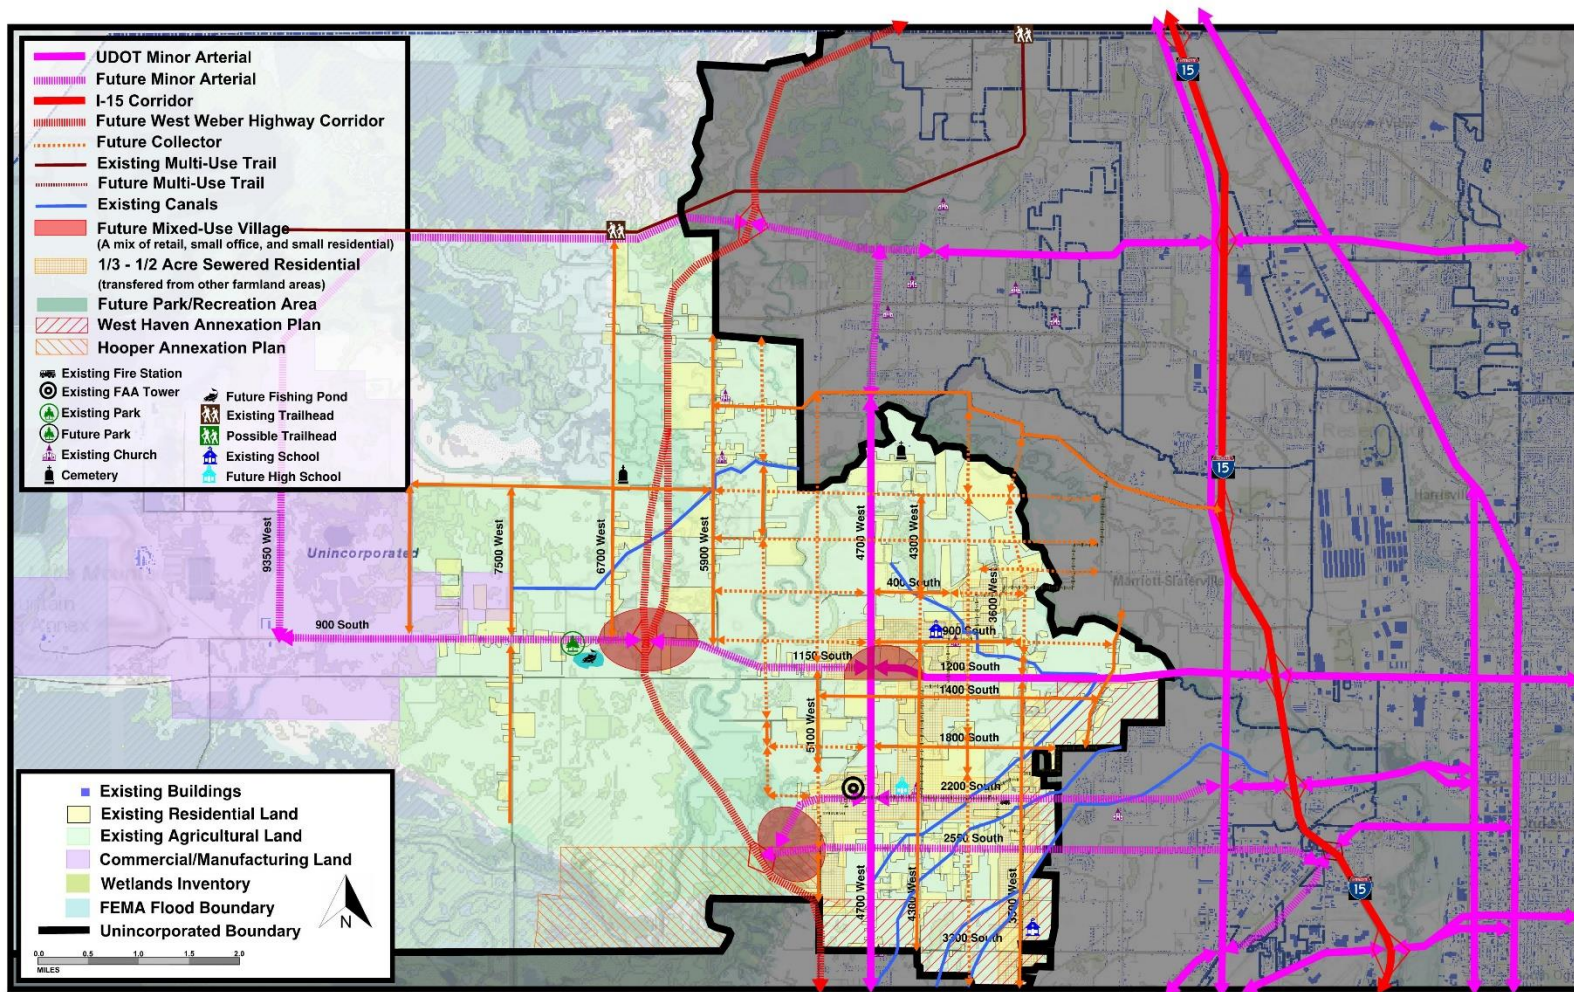 UDOT Minor Arterial
Future Minor Arterial
I-15 Corridor
Future West Weber Highway Corridor
Future Collector
Existing Multi-Use Trail
Future Multi-Use Trail
Existing Canals
Future Mixed-Use Village
(A mix of retail, small office, and small residential)
1/3 - 1/2 Acre Sewered Residential
(transfered from other farmland areas)
Future Park/Recreation Area
West Haven Annexation Plan
Hooper Annexation Plan
Existing Fire Station
Existing FAA Tower
Existing Park
Future Park
Existing Church
Cemetery
Future Fishing Pond
Existing Trailhead
Possible Trailhead
Existing School
Future High School
15
15
15
Harrisville
Marriott-Slaterville
Unincorporated
9350 West
7500 West
6700 West
5900 West
4700 West
4300 West
3600 West
400 South
900 South
900 South
1150 South
1200 South
1400 South
5100 West
1800 South
2200 South
2550 South
4700 West
4300 West
3500 West
3300 South
Existing Buildings
Existing Residential Land
Existing Agricultural Land
Commercial/Manufacturing Land
Wetlands Inventory
FEMA Flood Boundary
Unincorporated Boundary
N
0.0 0.5 1.0 1.5 2.0
MILES